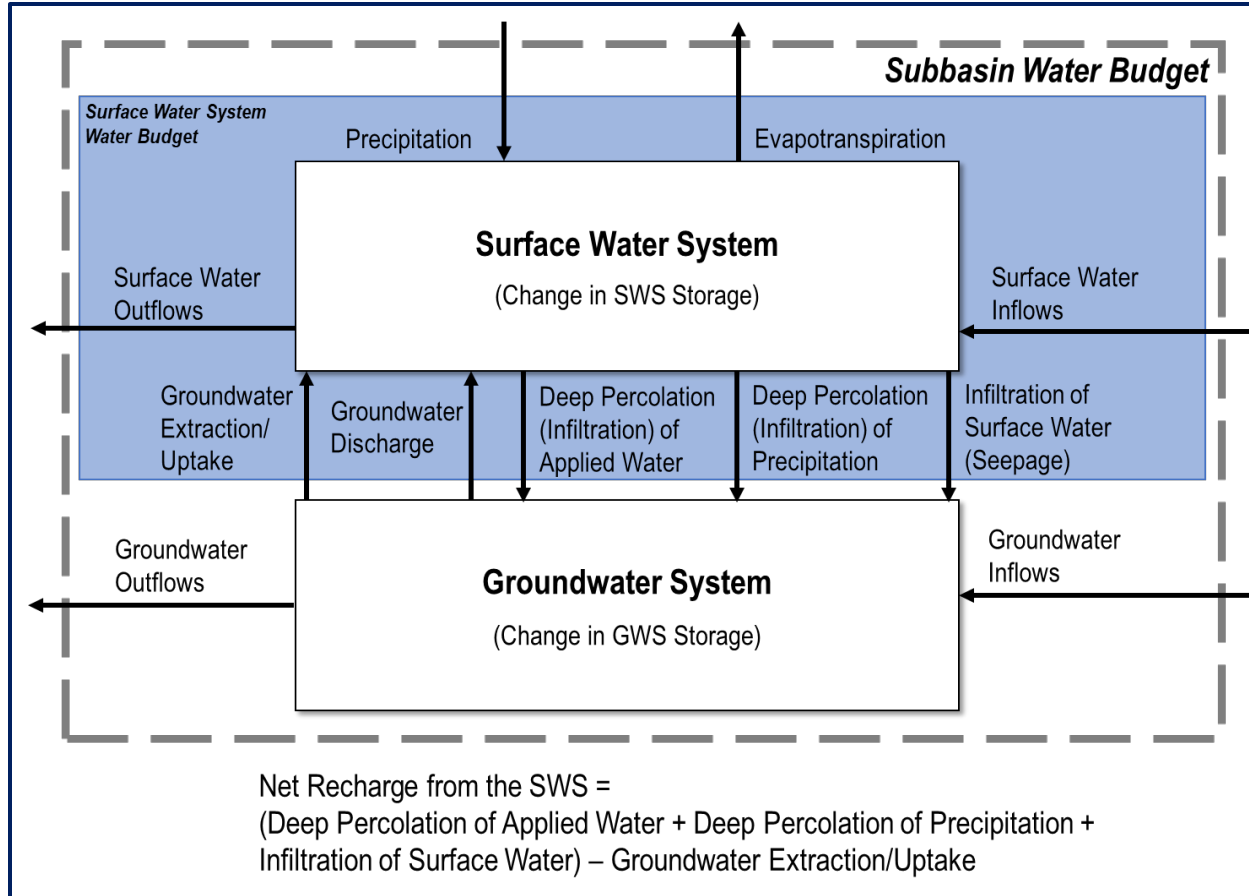 Subbasin Water Budget
Surface Water System
Water Budget
Precipitation
Evapotranspiration
Surface Water System
(Change in SWS Storage)
Surface Water
Outflows
Surface Water
Inflows
Groundwater
Extraction/
Uptake
Groundwater
Discharge
Deep Percolation
(Infiltration) of
Applied Water
Deep Percolation
(Infiltration) of
Precipitation
Infiltration of
Surface Water
(Seepage)
Groundwater
Outflows
Groundwater System
(Change in GWS Storage)
Groundwater
Inflows
Net Recharge from the SWS =
(Deep Percolation of Applied Water + Deep Percolation of Precipitation +
Infiltration of Surface Water) – Groundwater Extraction/Uptake